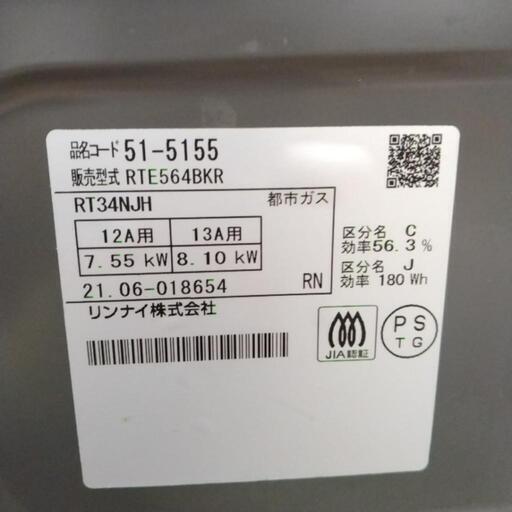 品名コード 51-5155
販売型式 RTE564BKR
RT34NJH 都市ガス
12A用 13A用
7.55 kW 8.10 kW
区分名 C
効率56.3 %
区分名 J
効率 180 Wh
21.06-018654 RN
リンナイ株式会社
JIA認証
PS
TG